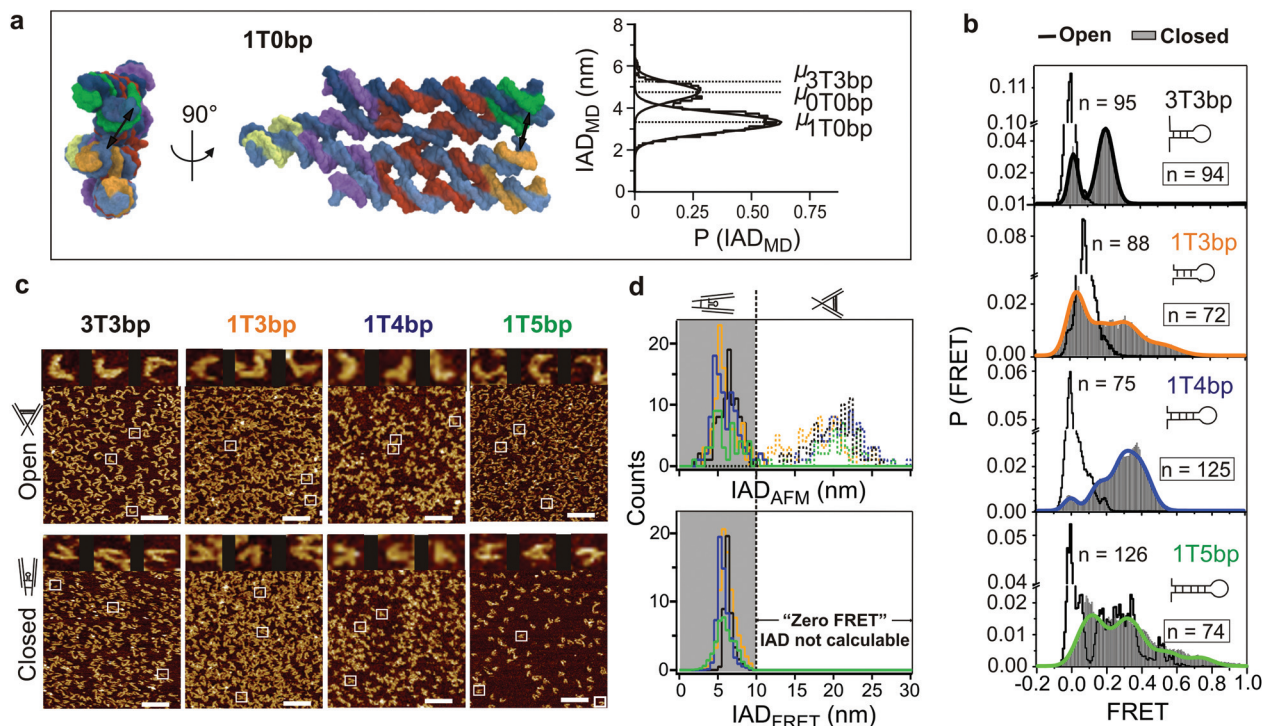 a
1T0bp
90°
IAD_MD (nm)
8
6
4
2
0
μ_3T3bp
μ_0T0bp
μ_1T0bp
0
0.25
0.50
0.75
P (IAD_MD)
b
Open Closed
0.11
0.10
0.04
0.03
0.02
0.01
n = 95
3T3bp
n = 94
0.08
0.02
0.00
n = 88
1T3bp
n = 72
0.06
0.05
0.02
0.00
n = 75
1T4bp
n = 125
0.05
0.04
0.02
0.01
0.00
n = 126
1T5bp
n = 74
P (FRET)
-0.2 0.0 0.2 0.4 0.6 0.8 1.0
FRET
c
3T3bp 1T3bp 1T4bp 1T5bp
Open
Closed
d
20
10
0
IAD_AFM (nm)
Counts
20
10
0
"Zero FRET"
IAD not calculable
0 5 10 15 20 25 30
IAD_FRET (nm)